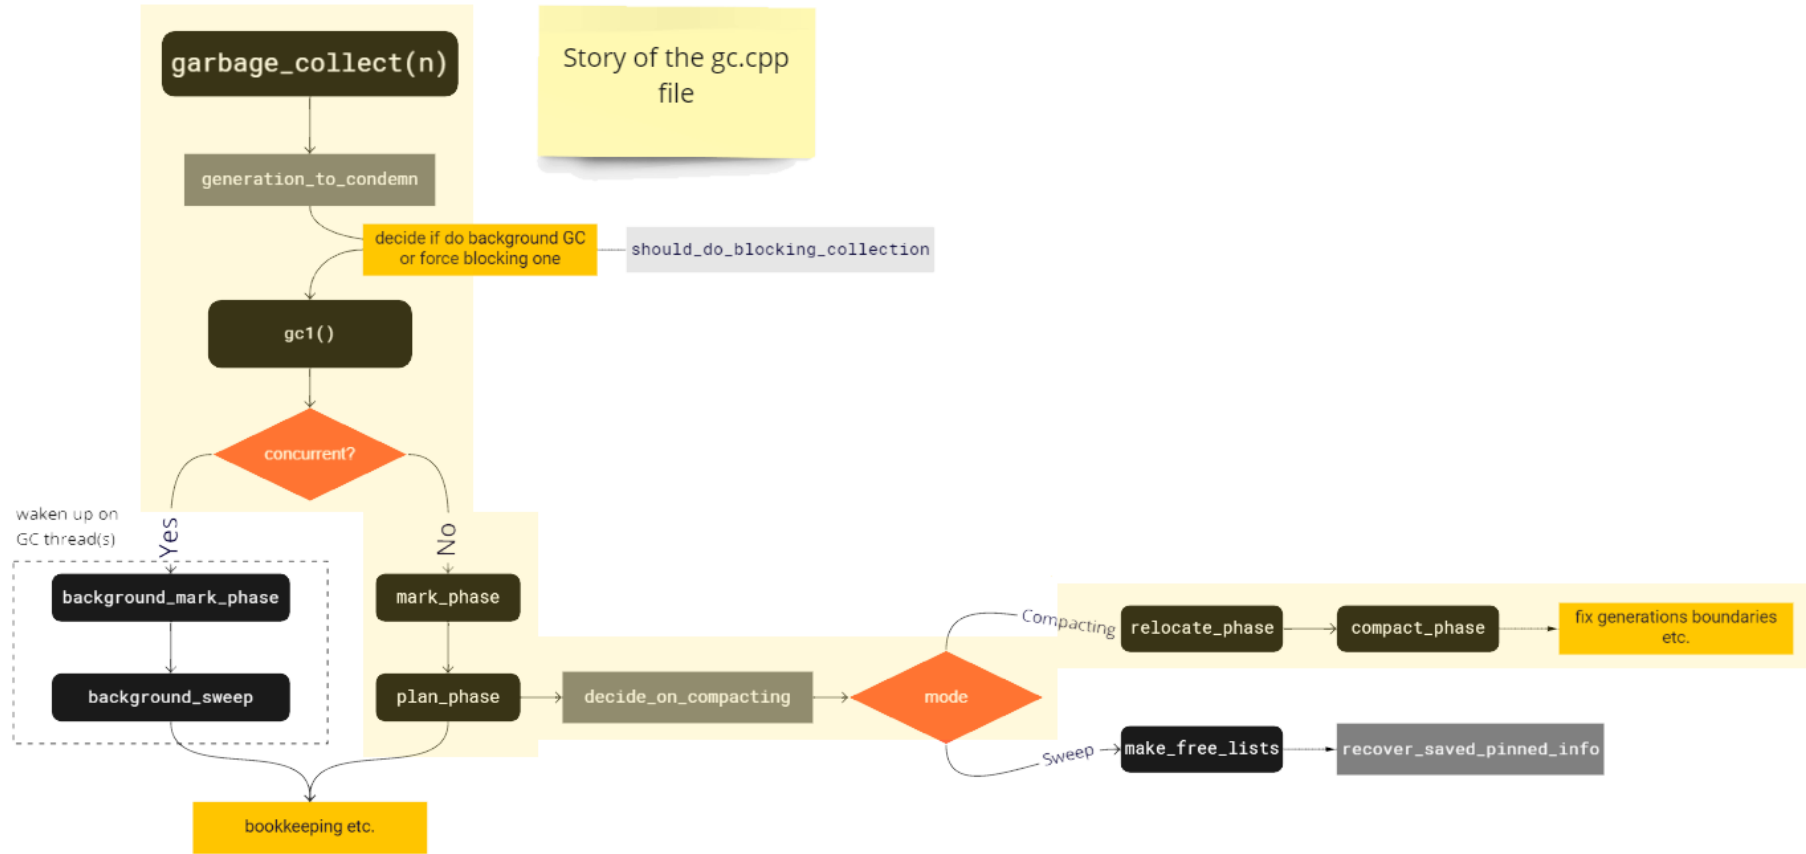 garbage_collect(n)
Story of the gc.cpp
file
generation_to_condemn
decide if do background GC
or force blocking one
should_do_blocking_collection
gc1()
concurrent?
waken up on
GC thread(s)
Yes
No
background_mark_phase
mark_phase
background_sweep
plan_phase
decide_on_compacting
mode
Compacting
relocate_phase
compact_phase
fix generations boundaries
etc.
Sweep
make_free_lists
recover_saved_pinned_info
bookkeeping etc.